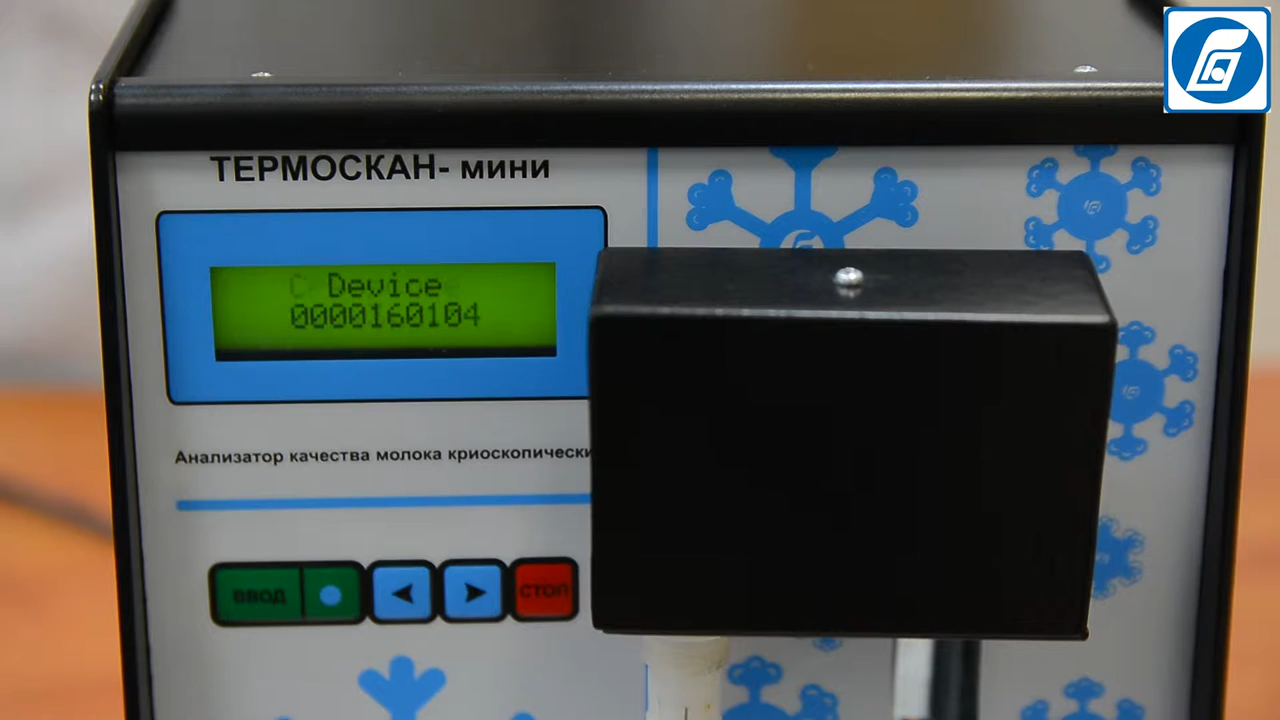 ТЕРМОСКАН- мини
Device
0000160104
Анализатор качества молока криоскопически
ВВОД
СТОП